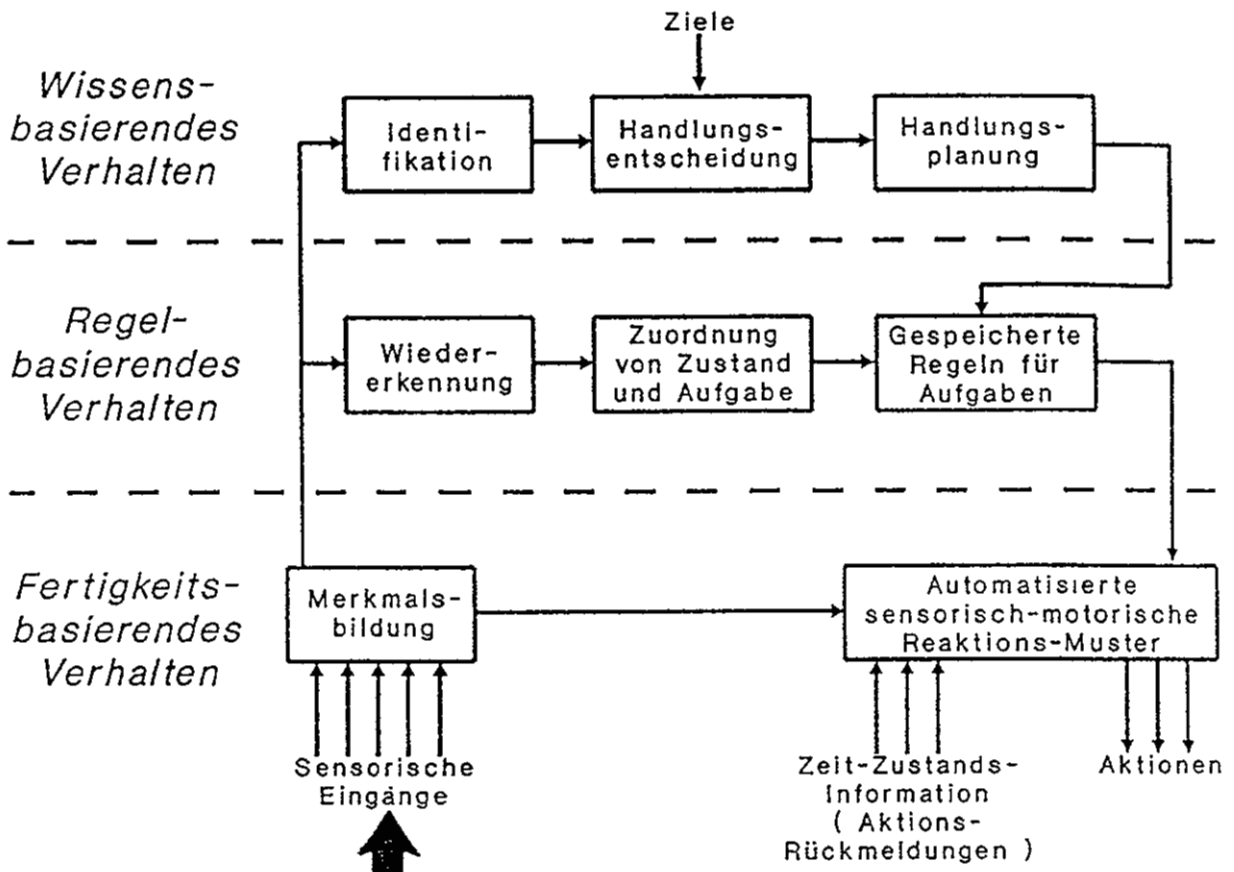 Ziele
Wissens-
basierendes
Verhalten
Identi-
fikation
Handlungs-
entscheidung
Handlungs-
planung
Regel-
basierendes
Verhalten
Wieder-
erkennung
Zuordnung
von Zustand
und Aufgabe
Gespeicherte
Regeln für
Aufgaben
Fertigkeits-
basierendes
Verhalten
Merkmals-
bildung
Automatisierte
sensorisch-motorische
Reaktions-Muster
Sensorische
Eingänge
Zeit-Zustands-
Information
( Aktions-
Rückmeldungen )
Aktionen